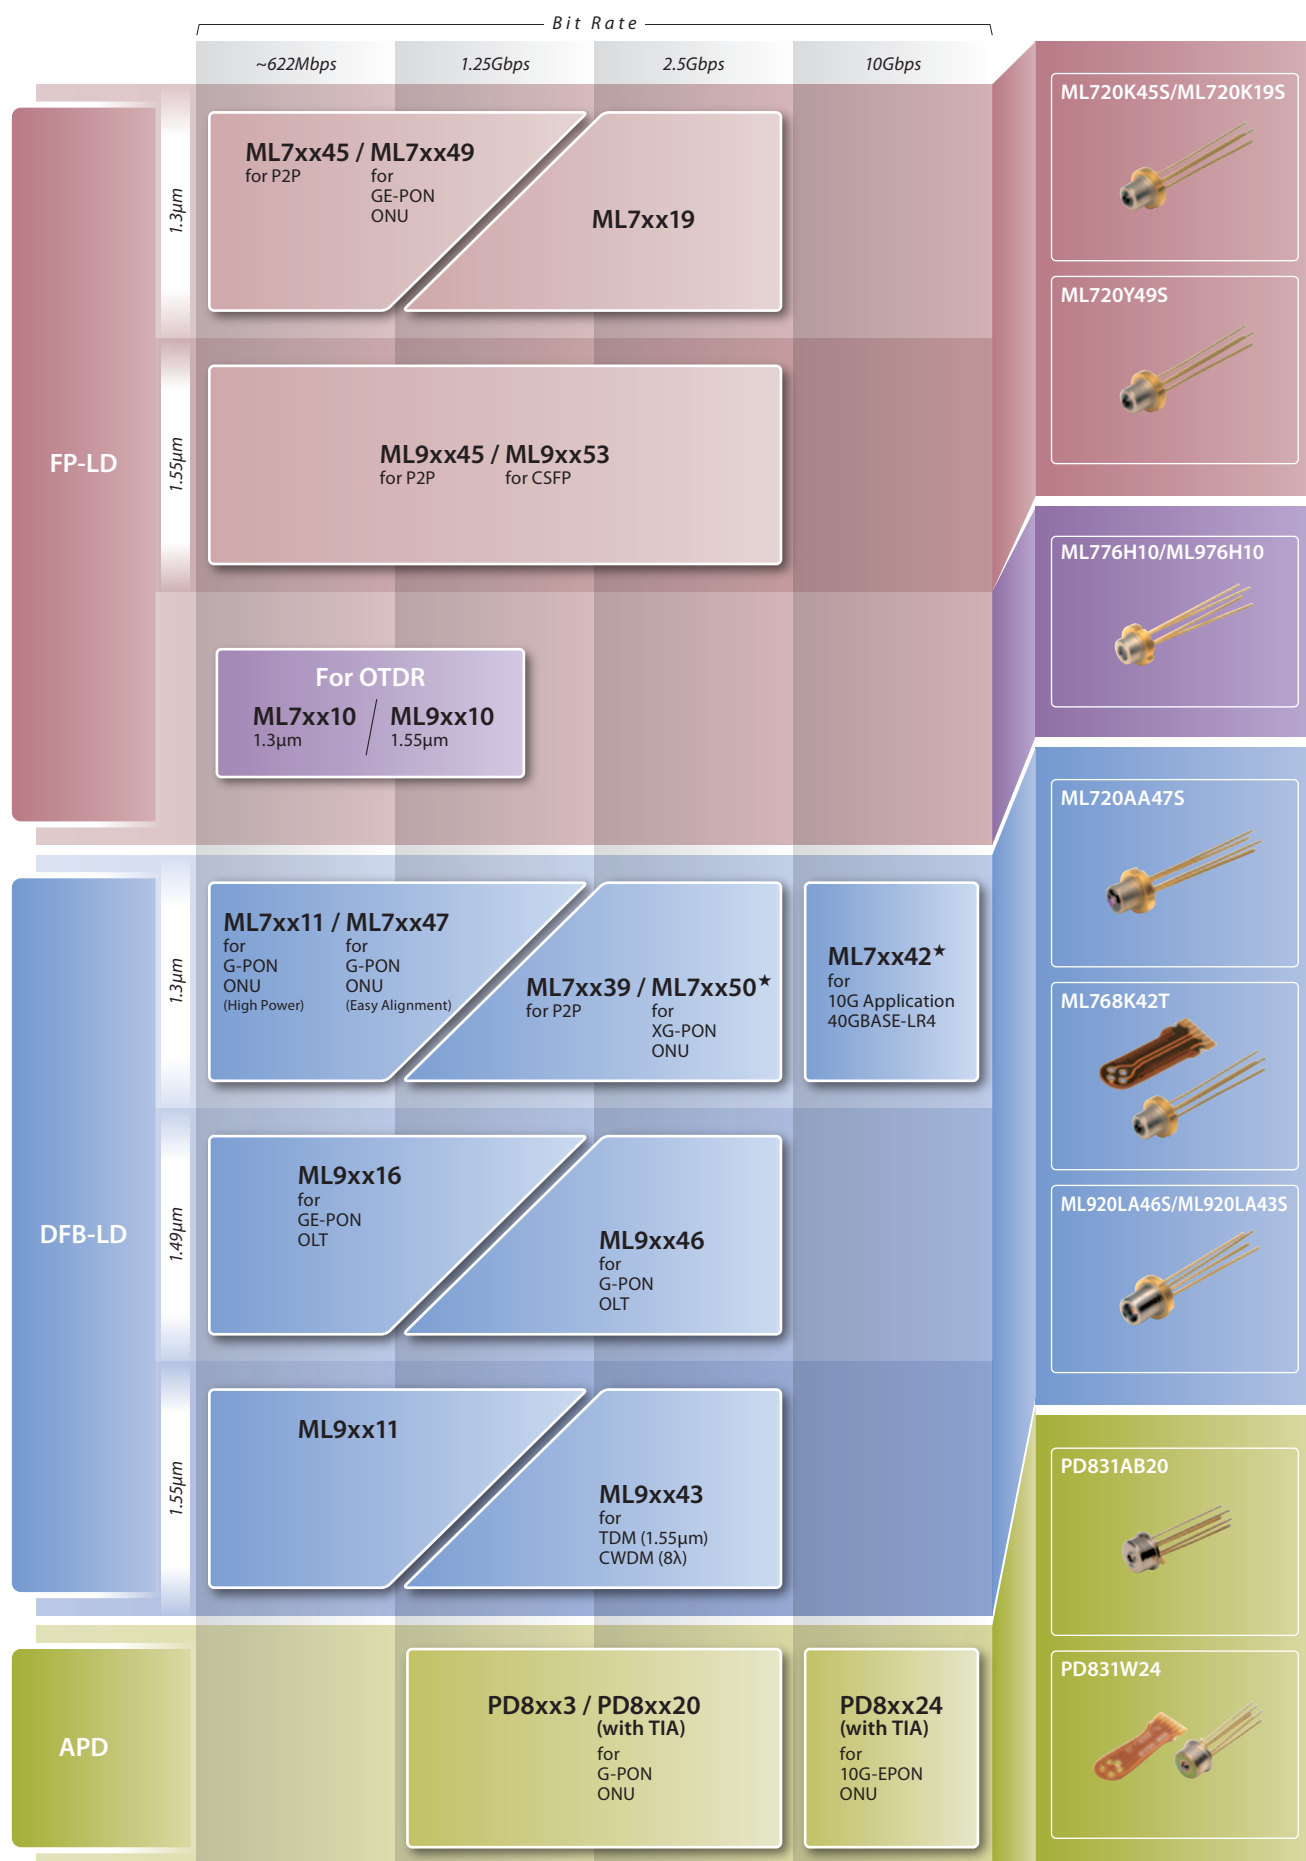 Bit Rate
~622Mbps
1.25Gbps
2.5Gbps
10Gbps
FP-LD
1.3μm
ML7xx45 / ML7xx49
for P2P
for
GE-PON
ONU
ML7xx19
1.55μm
ML9xx45 / ML9xx53
for P2P
for CSFP
For OTDR
ML7xx10 / ML9xx10
1.3μm
1.55μm
DFB-LD
1.3μm
ML7xx11 / ML7xx47
for
G-PON
ONU
(High Power)
for
G-PON
ONU
(Easy Alignment)
ML7xx39 / ML7xx50★
for P2P
for
XG-PON
ONU
ML7xx42★
for
10G Application
40GBASE-LR4
1.49μm
ML9xx16
for
GE-PON
OLT
ML9xx46
for
G-PON
OLT
1.55μm
ML9xx11
ML9xx43
for
TDM (1.55μm)
CWDM (8λ)
APD
PD8xx3 / PD8xx20
(with TIA)
for
G-PON
ONU
PD8xx24
(with TIA)
for
10G-EPON
ONU
ML720K45S/ML720K19S
ML720Y49S
ML776H10/ML976H10
ML720AA47S
ML768K42T
ML920LA46S/ML920LA43S
PD831AB20
PD831W24